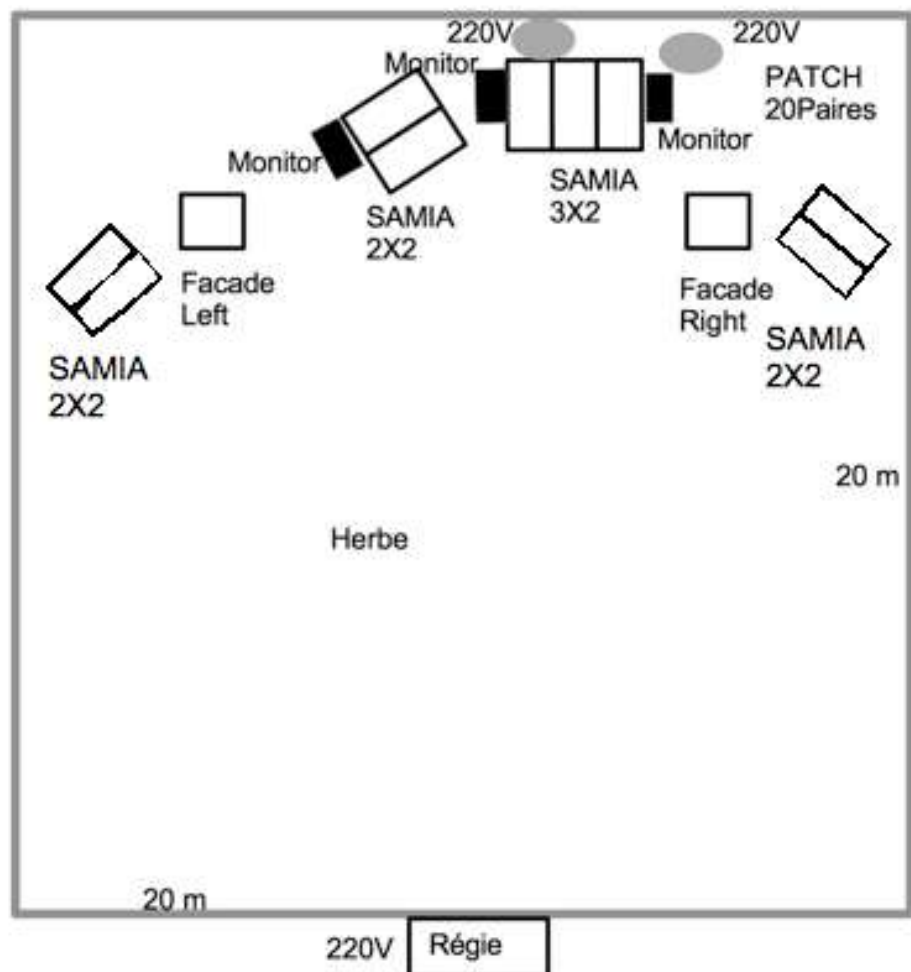 220V
220V
Monitor
PATCH
20Paires
Monitor
Monitor
SAMIA
3X2
SAMIA
2X2
Facade
Left
Facade
Right
SAMIA
2X2
SAMIA
2X2
20 m
Herbe
20 m
220V
Régie